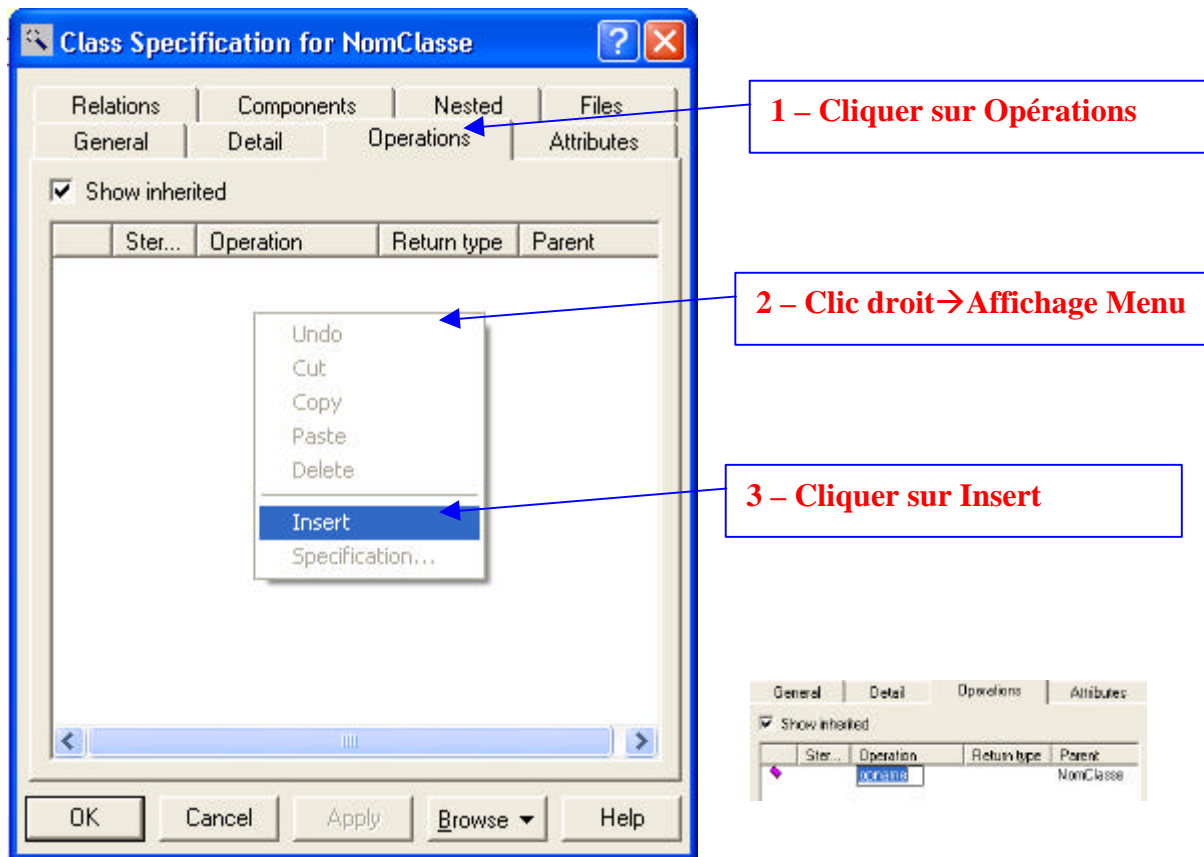 Class Specification for NomClasse
Relations Components Nested Files
General Detail Operations Attributes
Show inherited
Ster... Operation Return type Parent
Undo
Cut
Copy
Paste
Delete
Insert
Specification...
OK Cancel Apply Browse Help
1 – Cliquer sur Opérations
2 – Clic droit→Affichage Menu
3 – Cliquer sur Insert
General Detail Operations Attributes
Show inherited
Ster... Operation Return type Parent
opname NomClasse